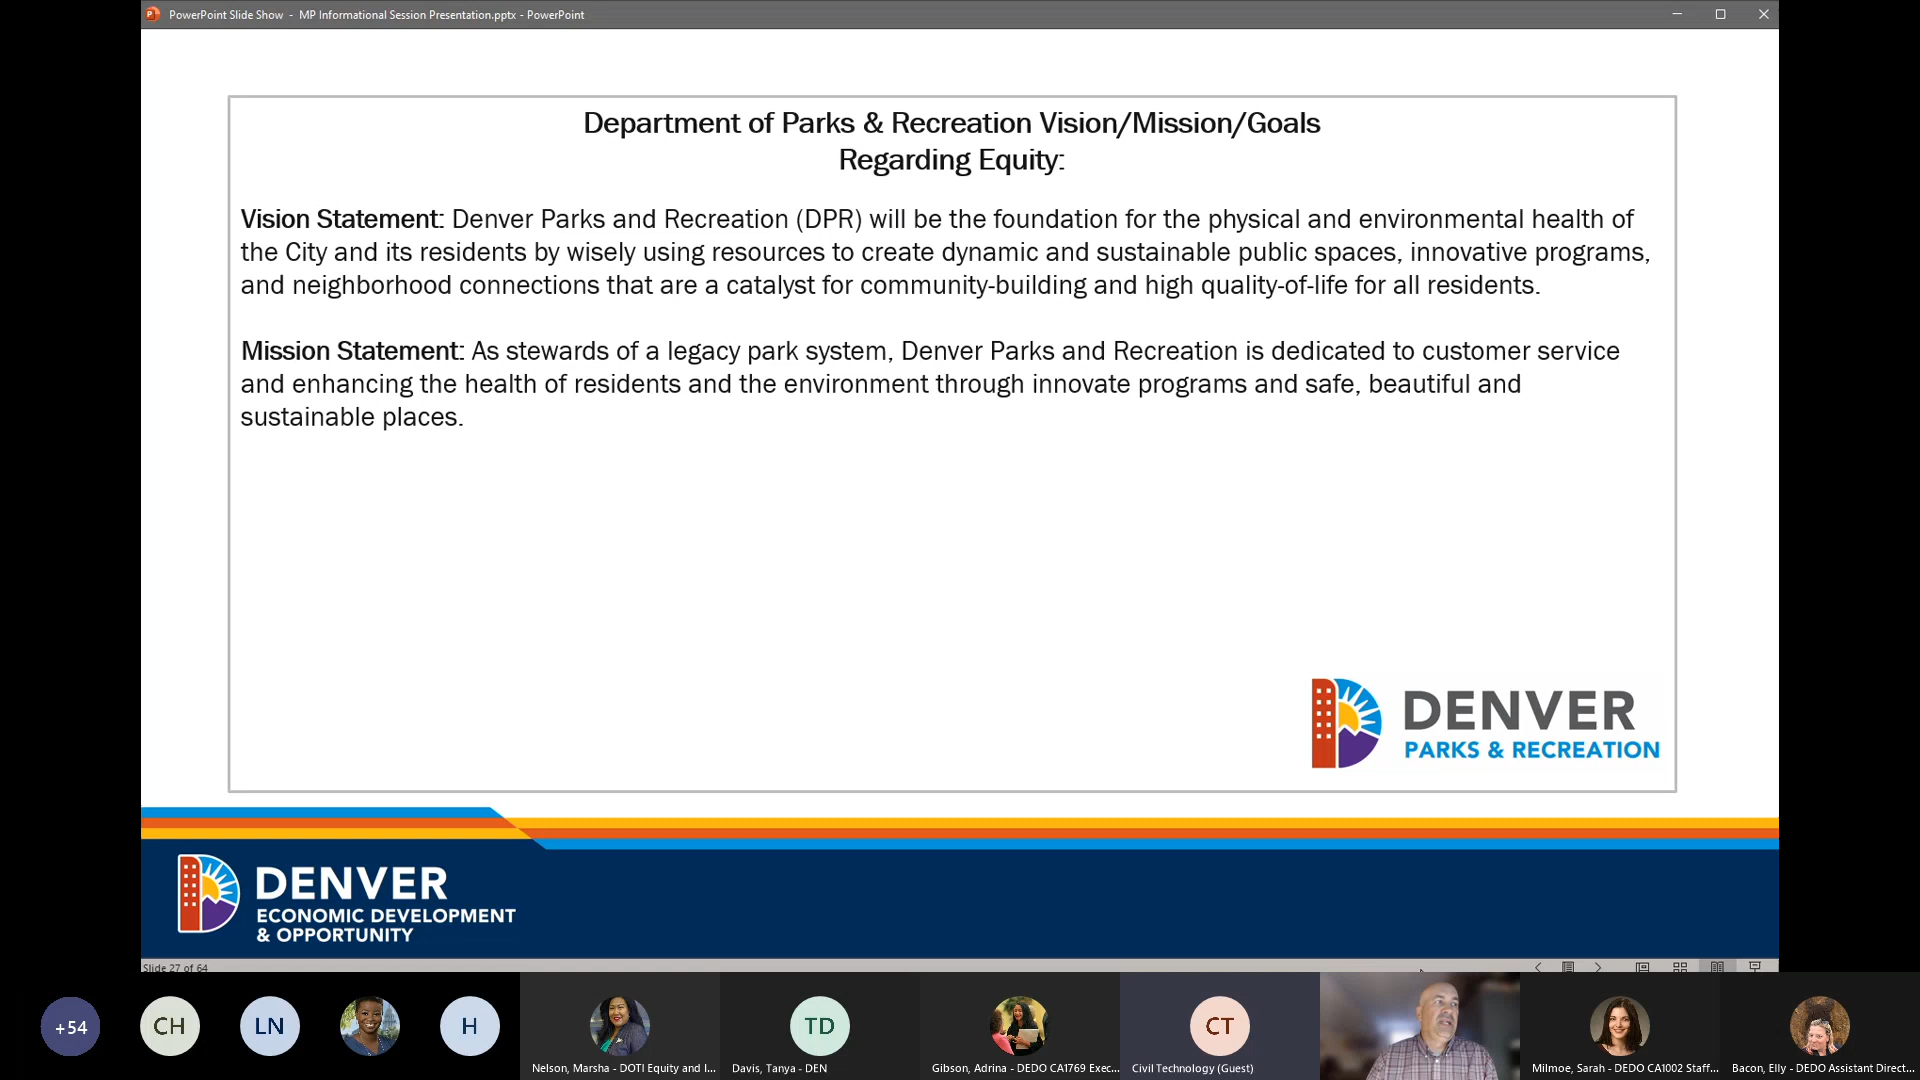 PowerPoint Slide Show - MP Informational Session Presentation.pptx - PowerPoint
Department of Parks & Recreation Vision/Mission/Goals
Regarding Equity:
Vision Statement: Denver Parks and Recreation (DPR) will be the foundation for the physical and environmental health of
the City and its residents by wisely using resources to create dynamic and sustainable public spaces, innovative programs,
and neighborhood connections that are a catalyst for community-building and high quality-of-life for all residents.
Mission Statement: As stewards of a legacy park system, Denver Parks and Recreation is dedicated to customer service
and enhancing the health of residents and the environment through innovate programs and safe, beautiful and
sustainable places.
DENVER
PARKS & RECREATION
DENVER
ECONOMIC DEVELOPMENT
& OPPORTUNITY
Slide 27 of 64
+54
CH
LN
H
TD
CT
Nelson, Marsha - DOTI Equity and I...
Davis, Tanya - DEN
Gibson, Adrina - DEDO CA1769 Exec...
Civil Technology (Guest)
Milmoe, Sarah - DEDO CA1002 Staff...
Bacon, Elly - DEDO Assistant Direct...